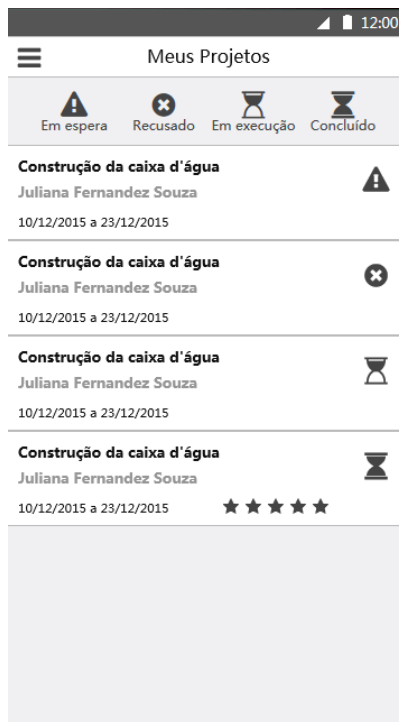 12:00
Meus Projetos
Em espera Recusado Em execução Concluído
Construção da caixa d'água
Juliana Fernandez Souza
10/12/2015 a 23/12/2015
Construção da caixa d'água
Juliana Fernandez Souza
10/12/2015 a 23/12/2015
Construção da caixa d'água
Juliana Fernandez Souza
10/12/2015 a 23/12/2015
Construção da caixa d'água
Juliana Fernandez Souza
10/12/2015 a 23/12/2015